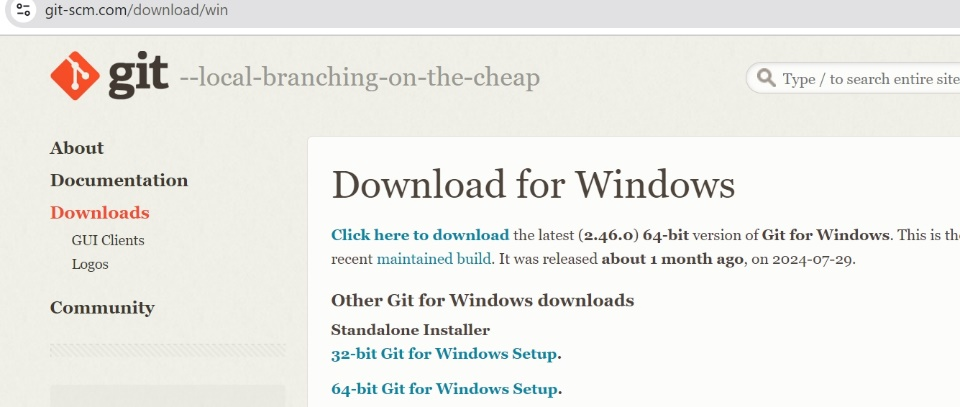 git-scm.com/download/win
git --local-branching-on-the-cheap
Type / to search entire site
About
Documentation
Downloads
GUI Clients
Logos
Community
Download for Windows
Click here to download the latest (2.46.0) 64-bit version of Git for Windows. This is the
recent maintained build. It was released about 1 month ago, on 2024-07-29.
Other Git for Windows downloads
Standalone Installer
32-bit Git for Windows Setup.
64-bit Git for Windows Setup.